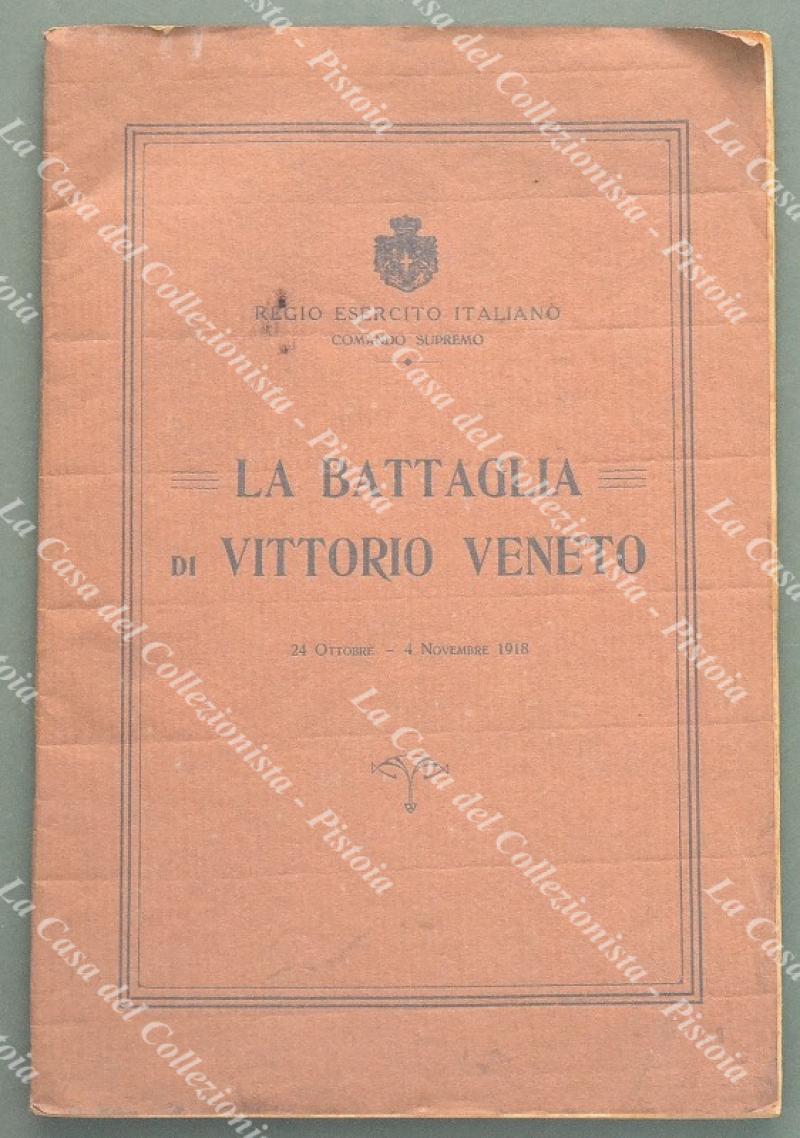 REGIO ESERCITO ITALIANO
COMANDO SUPREMO
LA BATTAGLIA
DI VITTORIO VENETO
24 OTTOBRE - 4 NOVEMBRE 1918
La Casa del Collezionista - Pistoia